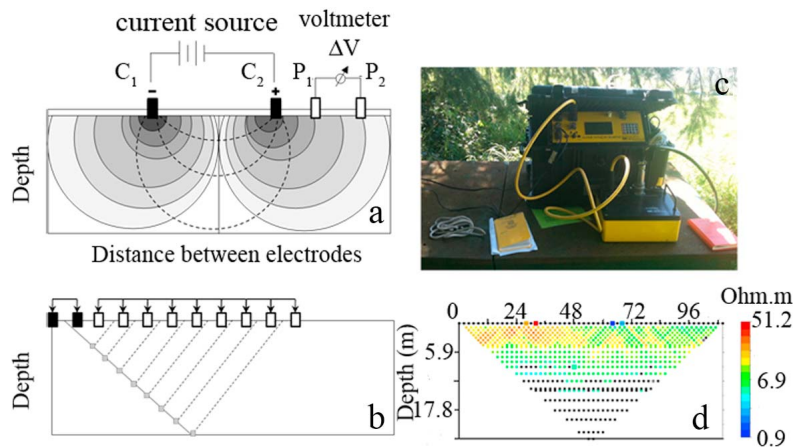 current source
voltmeter
ΔV
C1
C2
P1
P2
-
+
Depth
a
Distance between electrodes
c
Depth
b
0
24
48
72
96
Ohm.m
51.2
6.9
0.9
Depth (m)
5.9
17.8
d